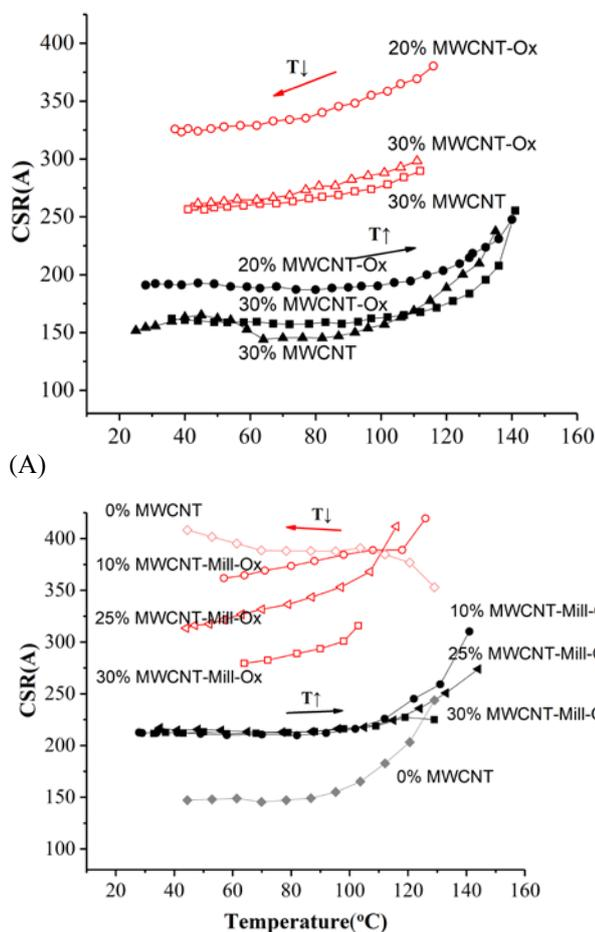 400
350
300
250
200
150
100
CSR(A)
20% MWCNT-Ox
T↓
30% MWCNT-Ox
30% MWCNT
T↑
20% MWCNT-Ox
30% MWCNT-Ox
30% MWCNT
20 40 60 80 100 120 140 160
(A)
400
350
300
250
200
150
100
CSR(A)
0% MWCNT
T↓
10% MWCNT-Mill-Ox
25% MWCNT-Mill-Ox
30% MWCNT-Mill-Ox
T↑
10% MWCNT-Mill-O
25% MWCNT-Mill-O
30% MWCNT-Mill-O
0% MWCNT
20 40 60 80 100 120 140 160
Temperature(°C)